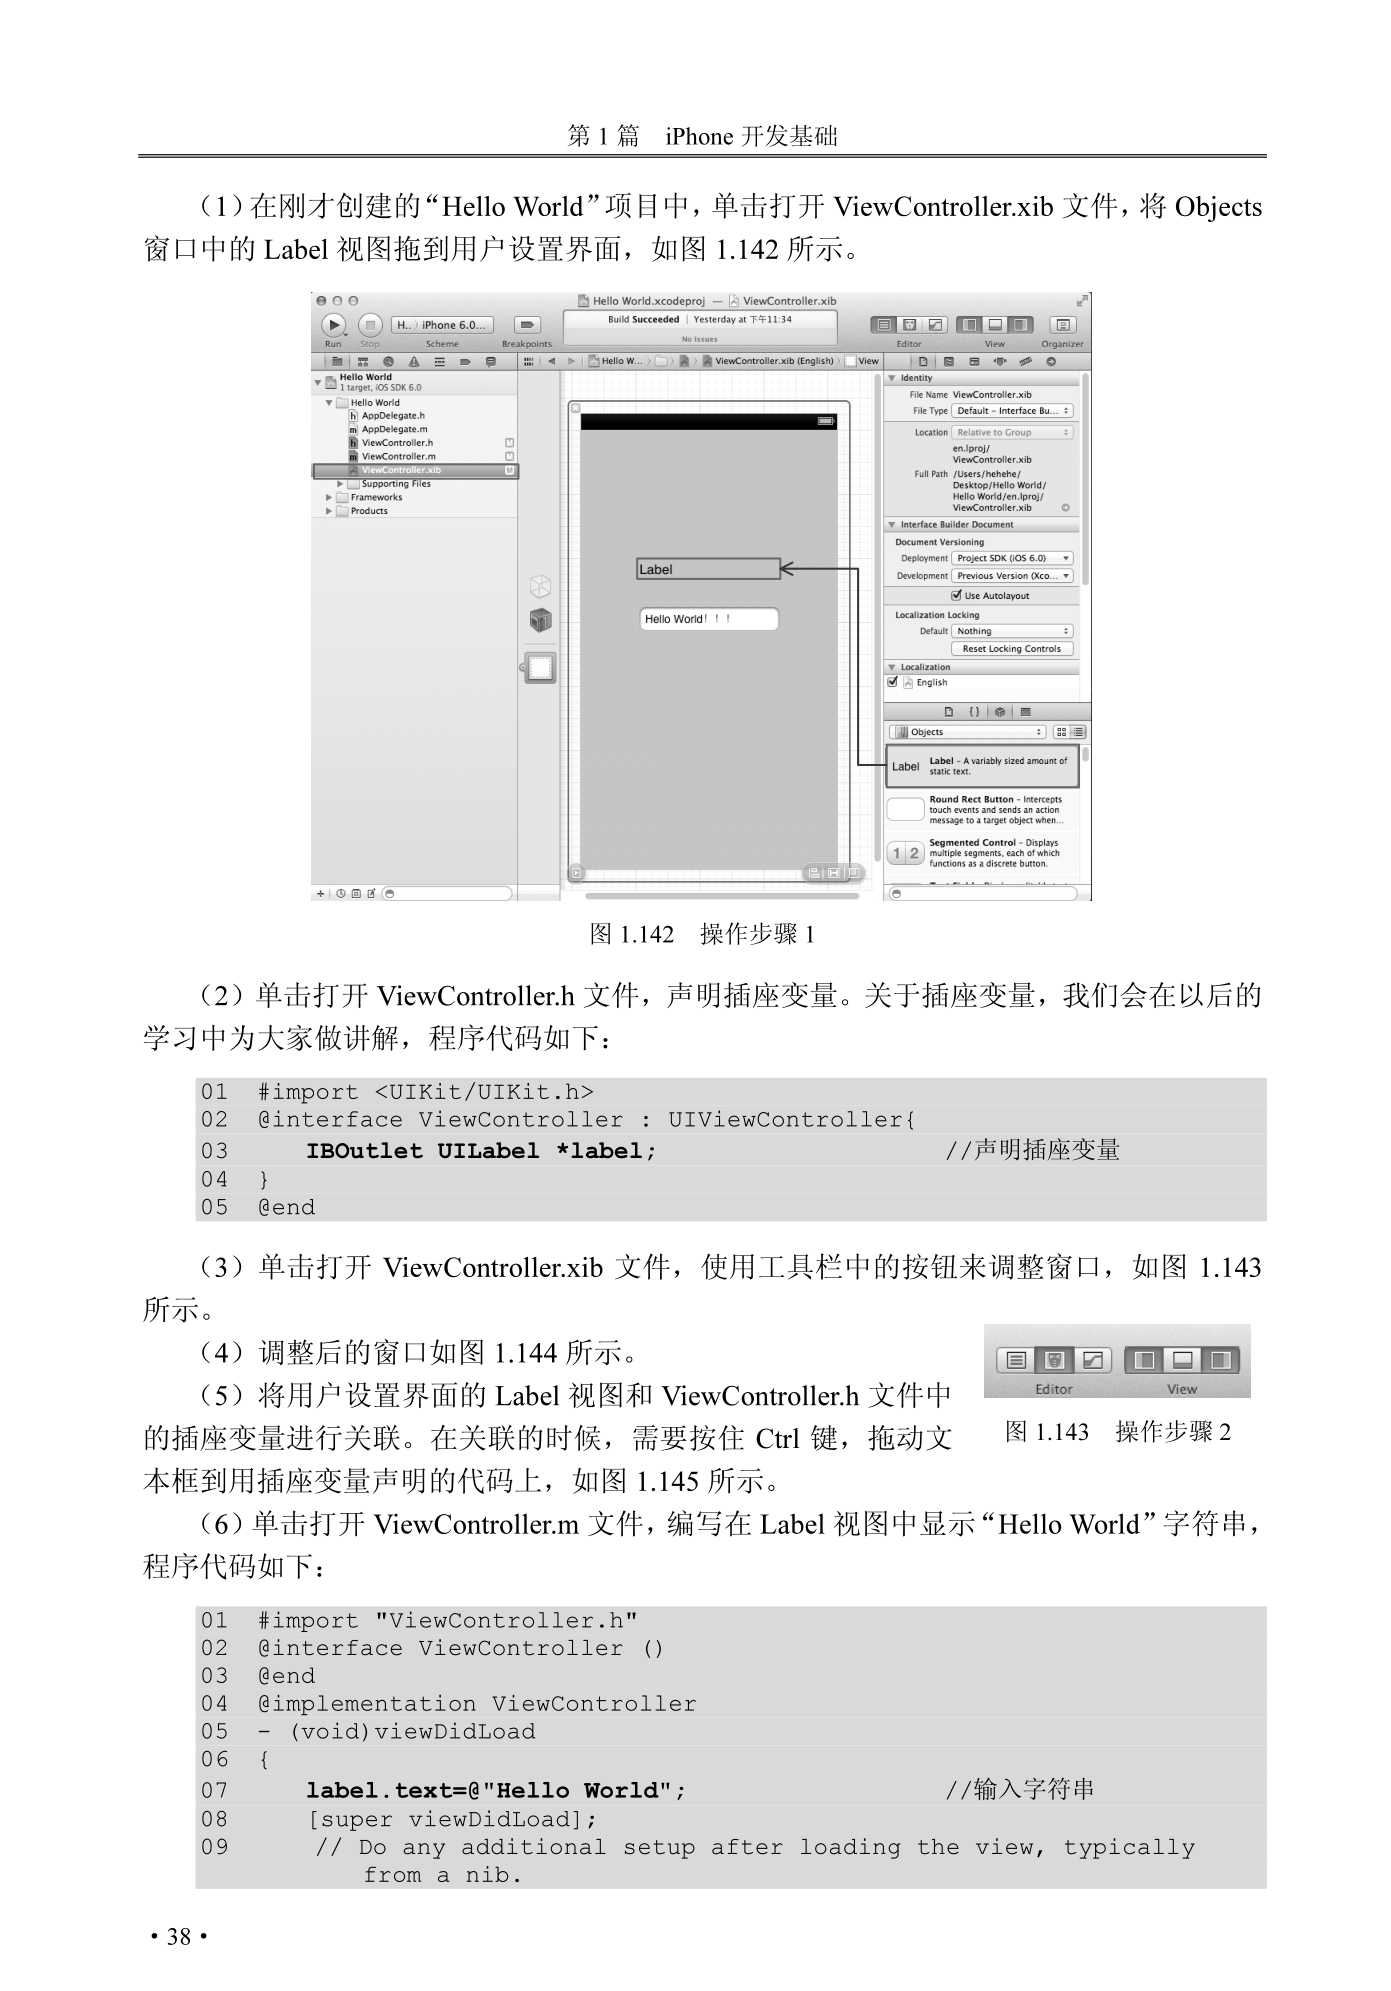 第 1 篇 iPhone 开发基础
（1）在刚才创建的“Hello World”项目中，单击打开 ViewController.xib 文件，将 Objects
窗口中的 Label 视图拖到用户设置界面，如图 1.142 所示。
Hello World.xcodeproj — ViewController.xib
H.. iPhone 6.0...
Build Succeeded | Yesterday at 下午11:34
No Issues
Run Stop Scheme Breakpoints Editor View Organizer
Hello W... ViewController.xib (English) View
Hello World
1 target, iOS SDK 6.0
Hello World
AppDelegate.h
AppDelegate.m
ViewController.h
ViewController.m
ViewController.xib
Supporting Files
Frameworks
Products
Label
Hello World！！！
Identity
File Name ViewController.xib
File Type Default – Interface Bu...
Location Relative to Group
en.lproj/
ViewController.xib
Full Path /Users/hehehe/
Desktop/Hello World/
Hello World/en.lproj/
ViewController.xib
Interface Builder Document
Document Versioning
Deployment Project SDK (iOS 6.0)
Development Previous Version (Xco...
Use Autolayout
Localization Locking
Default Nothing
Reset Locking Controls
Localization
English
Objects
Label Label – A variably sized amount of
static text.
Round Rect Button – Intercepts
touch events and sends an action
message to a target object when...
1 2 Segmented Control – Displays
multiple segments, each of which
functions as a discrete button.
图 1.142 操作步骤 1
（2）单击打开 ViewController.h 文件，声明插座变量。关于插座变量，我们会在以后的
学习中为大家做讲解，程序代码如下：
01 #import <UIKit/UIKit.h>
02 @interface ViewController : UIViewController{
03 IBOutlet UILabel *label; //声明插座变量
04 }
05 @end
（3）单击打开 ViewController.xib 文件，使用工具栏中的按钮来调整窗口，如图 1.143
所示。
（4）调整后的窗口如图 1.144 所示。
（5）将用户设置界面的 Label 视图和 ViewController.h 文件中
的插座变量进行关联。在关联的时候，需要按住 Ctrl 键，拖动文
本框到用插座变量声明的代码上，如图 1.145 所示。
Editor View
图 1.143 操作步骤 2
（6）单击打开 ViewController.m 文件，编写在 Label 视图中显示“Hello World”字符串，
程序代码如下：
01 #import "ViewController.h"
02 @interface ViewController ()
03 @end
04 @implementation ViewController
05 - (void)viewDidLoad
06 {
07 label.text=@"Hello World"; //输入字符串
08 [super viewDidLoad];
09 // Do any additional setup after loading the view, typically
from a nib.
·38·